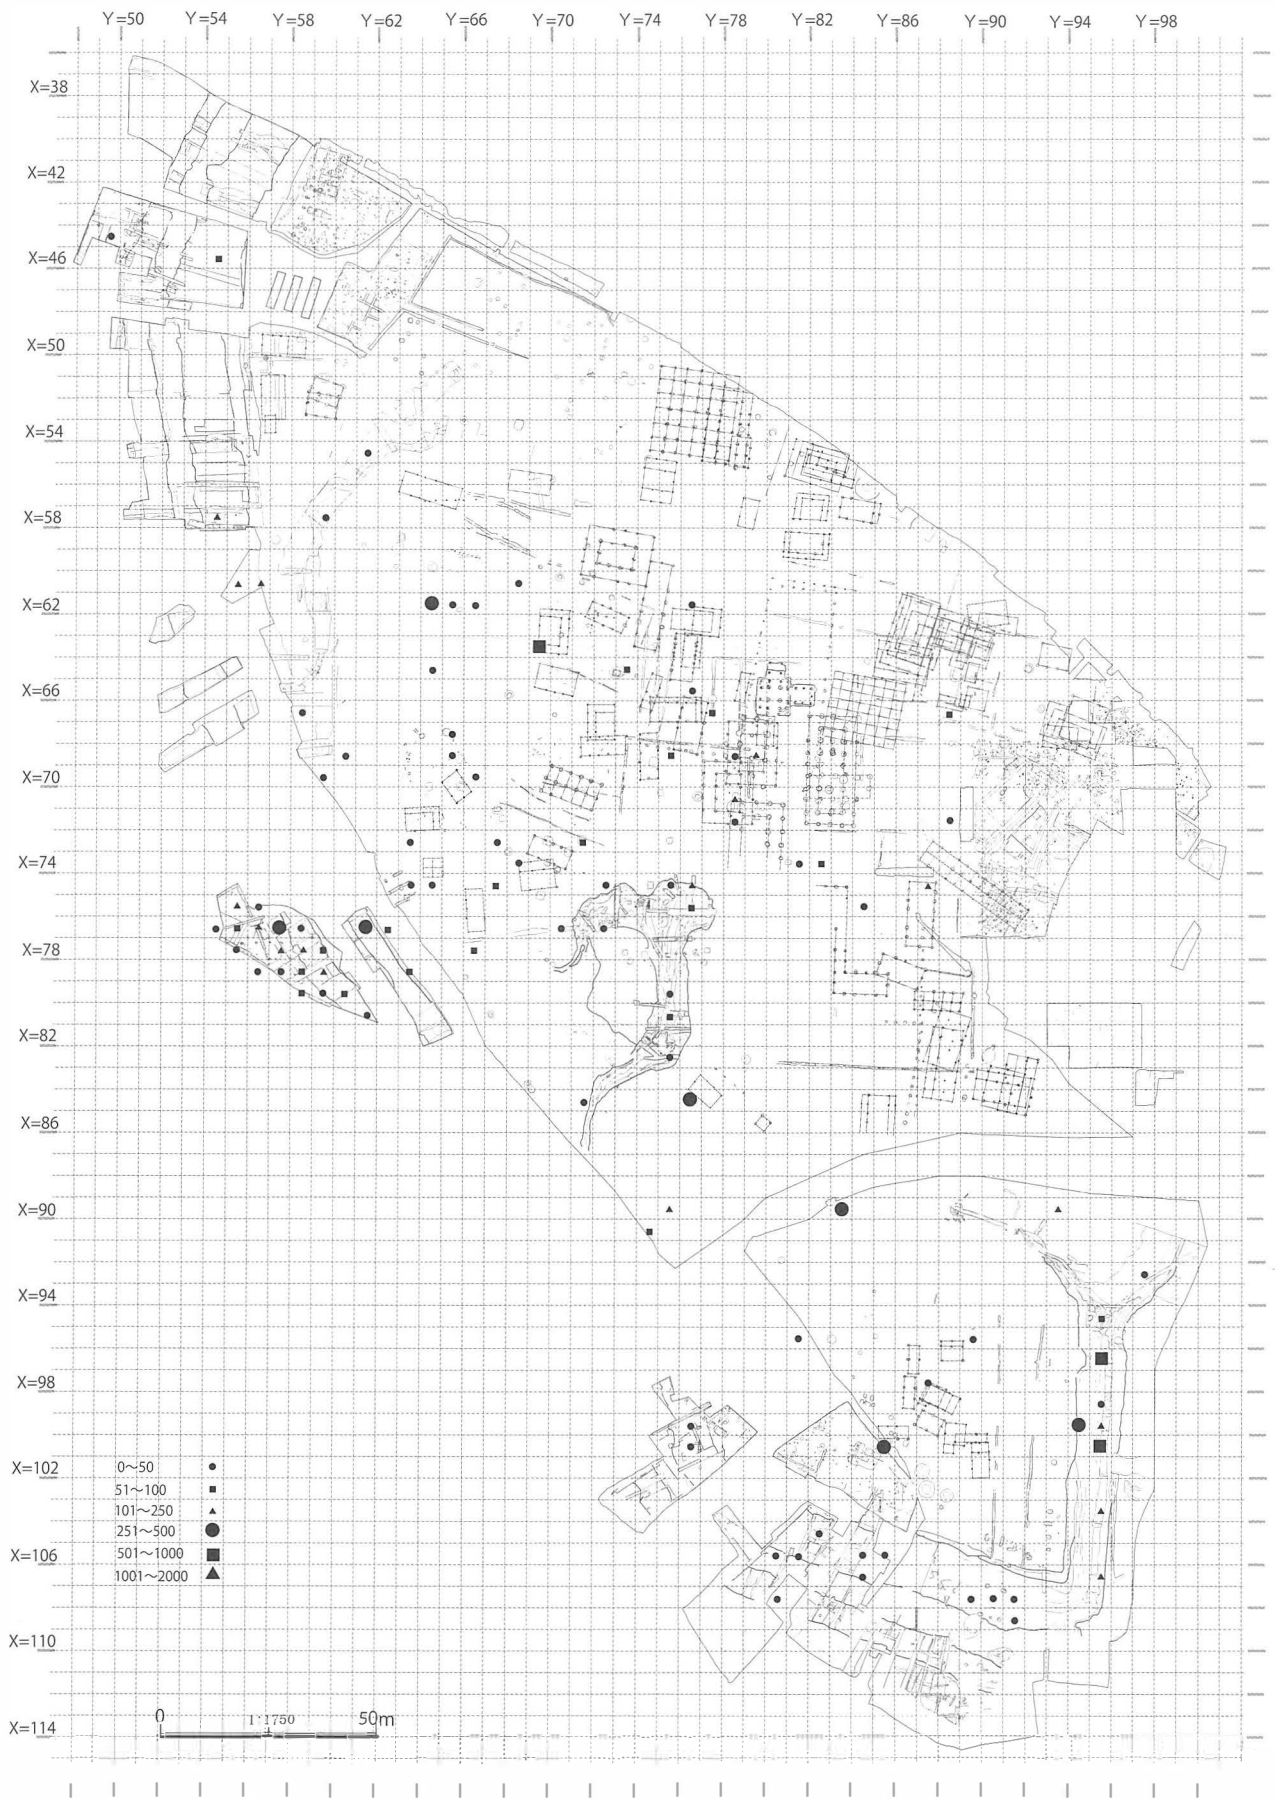 Y=50 Y=54 Y=58 Y=62 Y=66 Y=70 Y=74 Y=78 Y=82 Y=86 Y=90 Y=94 Y=98
X=38
X=42
X=46
X=50
X=54
X=58
X=62
X=66
X=70
X=74
X=78
X=82
X=86
X=90
X=94
X=98
X=102
X=106
X=110
X=114
0～50
51～100
101～250
251～500
501～1000
1001～2000
0 1:1750 50m